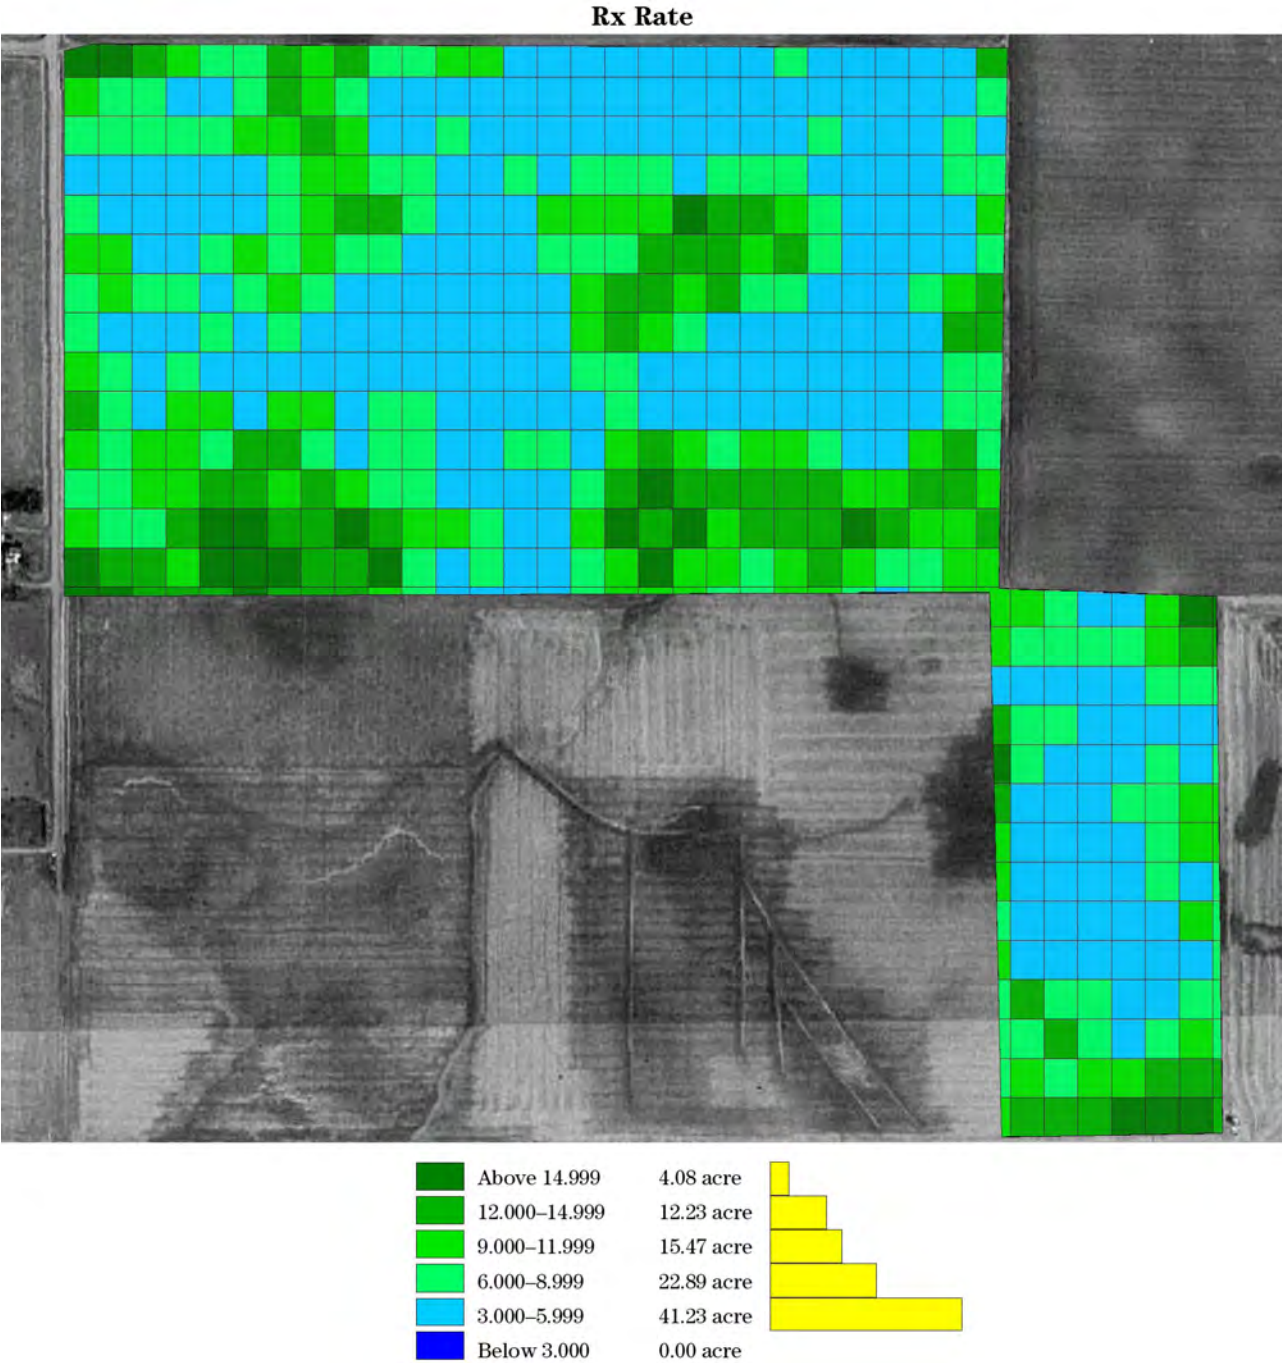 Rx Rate
Above 14.999 4.08 acre
12.000–14.999 12.23 acre
9.000–11.999 15.47 acre
6.000–8.999 22.89 acre
3.000–5.999 41.23 acre
Below 3.000 0.00 acre